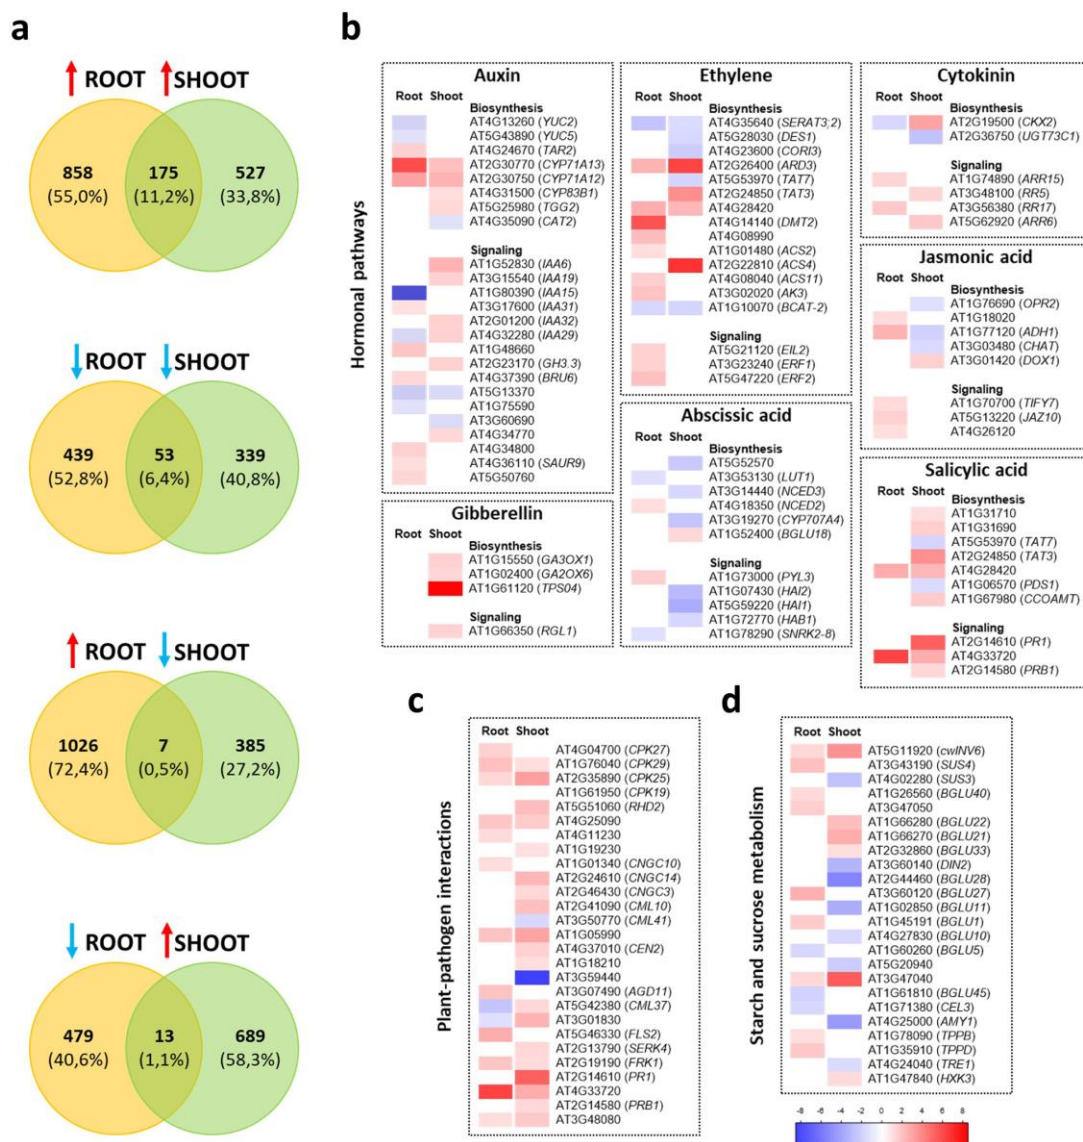 a
ROOT SHOOT
858 175 527
(55,0%) (11,2%) (33,8%)
ROOT SHOOT
439 53 339
(52,8%) (6,4%) (40,8%)
ROOT SHOOT
1026 7 385
(72,4%) (0,5%) (27,2%)
ROOT SHOOT
479 13 689
(40,6%) (1,1%) (58,3%)
b
Hormonal pathways
Auxin
Root Shoot
Biosynthesis
AT4G13260 (YUC2)
AT5G43890 (YUC5)
AT4G24670 (TAR2)
AT2G30770 (CYP71A13)
AT2G30750 (CYP71A12)
AT4G31500 (CYP83B1)
AT5G25980 (TGG2)
AT4G35090 (CAT2)
Signaling
AT1G52830 (IAA6)
AT3G15540 (IAA19)
AT1G80390 (IAA15)
AT3G17600 (IAA31)
AT2G01200 (IAA32)
AT4G32280 (IAA29)
AT1G48660
AT2G23170 (GH3.3)
AT4G37390 (BRU6)
AT5G13370
AT1G75590
AT3G60690
AT4G34770
AT4G34800
AT4G36110 (SAUR9)
AT5G50760
Gibberellin
Root Shoot
Biosynthesis
AT1G15550 (GA3OX1)
AT1G02400 (GA2OX6)
AT1G61120 (TPS04)
Signaling
AT1G66350 (RGL1)
Ethylene
Root Shoot
Biosynthesis
AT4G35640 (SERAT3;2)
AT5G28030 (DES1)
AT4G23600 (CORI3)
AT2G26400 (ARD3)
AT5G53970 (TAT7)
AT2G24850 (TAT3)
AT4G28420
AT4G14140 (DMT2)
AT4G08990
AT1G01480 (ACS2)
AT2G22810 (ACS4)
AT4G08040 (ACS11)
AT3G02020 (AK3)
AT1G10070 (BCAT-2)
Signaling
AT5G21120 (EIL2)
AT3G23240 (ERF1)
AT5G47220 (ERF2)
Abscissic acid
Root Shoot
Biosynthesis
AT5G52570
AT3G53130 (LUT1)
AT3G14440 (NCED3)
AT4G18350 (NCED2)
AT3G19270 (CYP707A4)
AT1G52400 (BGLU18)
Signaling
AT1G73000 (PYL3)
AT1G07430 (HAI2)
AT5G59220 (HAI1)
AT1G72770 (HAB1)
AT1G78290 (SNRK2-8)
Cytokinin
Root Shoot
Biosynthesis
AT2G19500 (CKX2)
AT2G36750 (UGT73C1)
Signaling
AT1G74890 (ARR15)
AT3G48100 (RR5)
AT3G56380 (RR17)
AT5G62920 (ARR6)
Jasmonic acid
Root Shoot
Biosynthesis
AT1G76690 (OPR2)
AT1G18020
AT1G77120 (ADH1)
AT3G03480 (CHAT)
AT3G01420 (DOX1)
Signaling
AT1G70700 (TIFY7)
AT5G13220 (JAZ10)
AT4G26120
Salicylic acid
Root Shoot
Biosynthesis
AT1G31710
AT1G31690
AT5G53970 (TAT7)
AT2G24850 (TAT3)
AT4G28420
AT1G06570 (PDS1)
AT1G67980 (CCOAMT)
Signaling
AT2G14610 (PR1)
AT4G33720
AT2G14580 (PRB1)
c
Plant-pathogen interactions
Root Shoot
AT4G04700 (CPK27)
AT1G76040 (CPK29)
AT2G35890 (CPK25)
AT1G61950 (CPK19)
AT5G51060 (RHD2)
AT4G25090
AT4G11230
AT1G19230
AT1G01340 (CNGC10)
AT2G24610 (CNGC14)
AT2G46430 (CNGC3)
AT2G41090 (CML10)
AT3G50770 (CML41)
AT1G05990
AT4G37010 (CEN2)
AT1G18210
AT3G59440
AT3G07490 (AGD11)
AT5G42380 (CML37)
AT3G01830
AT5G46330 (FLS2)
AT2G13790 (SERK4)
AT2G19190 (FRK1)
AT2G14610 (PR1)
AT4G33720
AT2G14580 (PRB1)
AT3G48080
d
Starch and sucrose metabolism
Root Shoot
AT5G11920 (cwINV6)
AT3G43190 (SUS4)
AT4G02280 (SUS3)
AT1G26560 (BGLU40)
AT3G47050
AT1G66280 (BGLU22)
AT1G66270 (BGLU21)
AT2G32860 (BGLU33)
AT3G60140 (DIN2)
AT2G44460 (BGLU28)
AT3G60120 (BGLU27)
AT1G02850 (BGLU11)
AT1G45191 (BGLU1)
AT4G27830 (BGLU10)
AT1G60260 (BGLU5)
AT5G20940
AT3G47040
AT1G61810 (BGLU45)
AT1G71380 (CEL3)
AT4G25000 (AMY1)
AT1G78090 (TPPB)
AT1G35910 (TPPD)
AT4G24040 (TRE1)
AT1G47840 (HXK3)
-8 -6 -4 -2 0 2 4 6 8